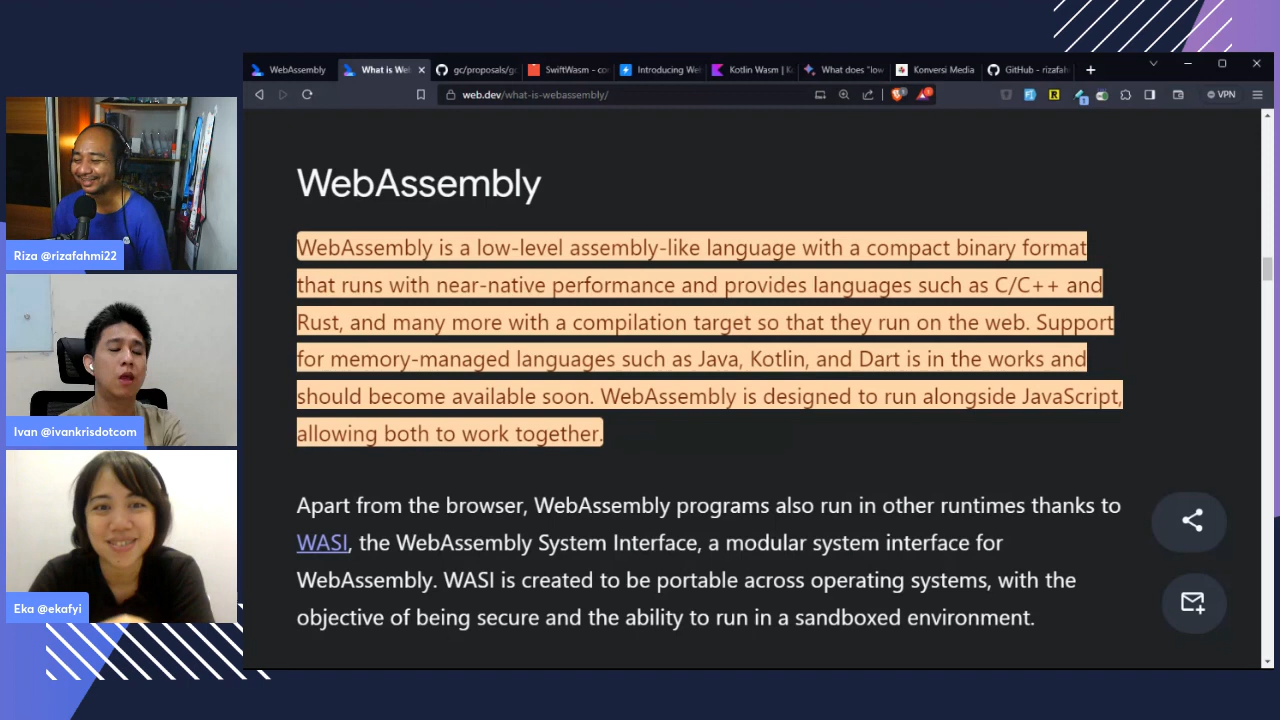 WebAssembly
What is We
gc/proposals/g
SwiftWasm - co
Introducing We
Kotlin Wasm | K
What does "low
Konversi Media
GitHub - rizafah
web.dev/what-is-webassembly/
VPN
WebAssembly
WebAssembly is a low-level assembly-like language with a compact binary format
that runs with near-native performance and provides languages such as C/C++ and
Rust, and many more with a compilation target so that they run on the web. Support
for memory-managed languages such as Java, Kotlin, and Dart is in the works and
should become available soon. WebAssembly is designed to run alongside JavaScript,
allowing both to work together.
Apart from the browser, WebAssembly programs also run in other runtimes thanks to
WASI, the WebAssembly System Interface, a modular system interface for
WebAssembly. WASI is created to be portable across operating systems, with the
objective of being secure and the ability to run in a sandboxed environment.
Riza @rizafahmi22
Ivan @ivankrisdotcom
Eka @ekafyi